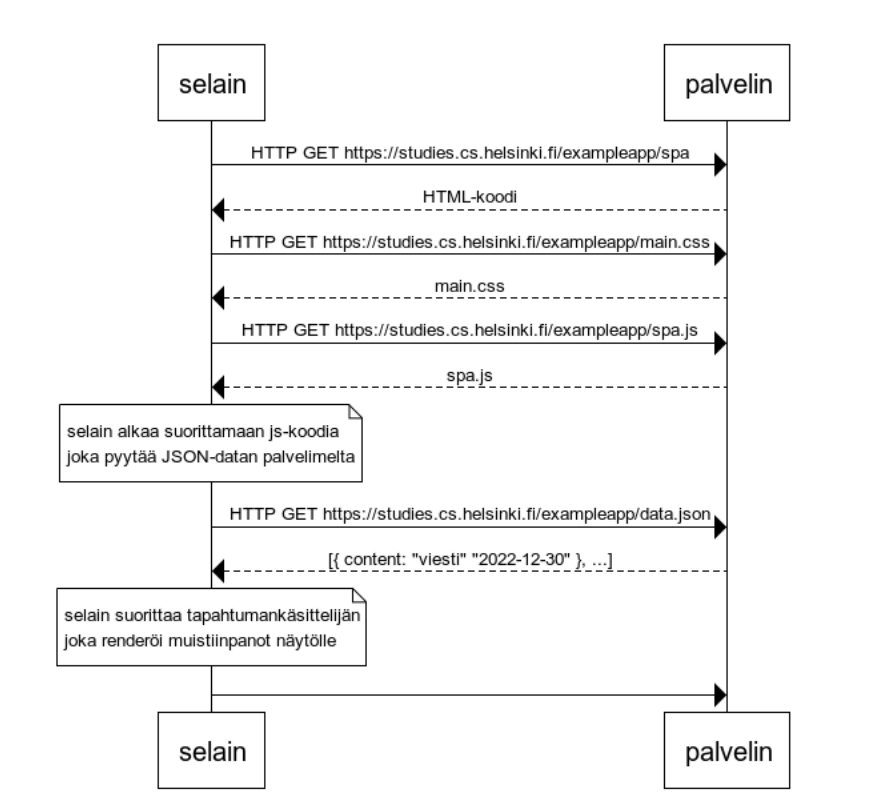 selain
palvelin
HTTP GET https://studies.cs.helsinki.fi/exampleapp/spa
HTML-koodi
HTTP GET https://studies.cs.helsinki.fi/exampleapp/main.css
main.css
HTTP GET https://studies.cs.helsinki.fi/exampleapp/spa.js
spa.js
selain alkaa suorittamaan js-koodia
joka pyytää JSON-datan palvelimelta
HTTP GET https://studies.cs.helsinki.fi/exampleapp/data.json
[{ content: "viesti" "2022-12-30" }, ...]
selain suorittaa tapahtumankäsittelijän
joka renderöi muistiinpanot näytölle
selain
palvelin